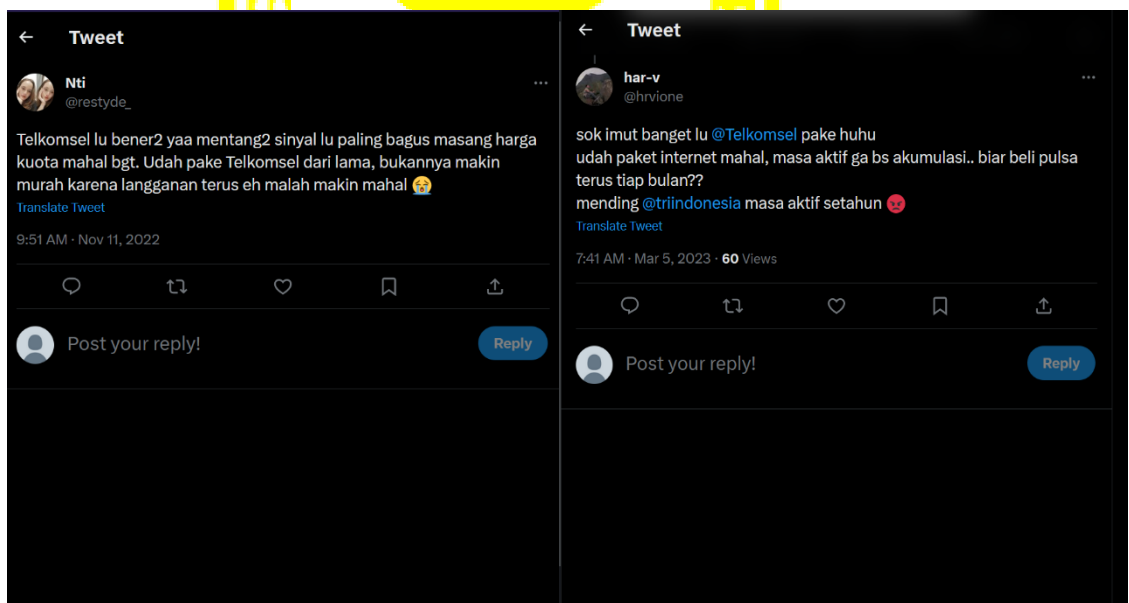 Tweet
Nti
@restyde_
Telkomsel lu bener2 yaa mentang2 sinyal lu paling bagus masang harga
kuota mahal bgt. Udah pake Telkomsel dari lama, bukannya makin
murah karena langganan terus eh malah makin mahal 😭
Translate Tweet
9:51 AM · Nov 11, 2022
Post your reply!
Reply
Tweet
har-v
@hrvione
sok imut banget lu @Telkomsel pake huhu
udah paket internet mahal, masa aktif ga bs akumulasi.. biar beli pulsa
terus tiap bulan??
mending @triindonesia masa aktif setahun 😡
Translate Tweet
7:41 AM · Mar 5, 2023 · 60 Views
Post your reply!
Reply